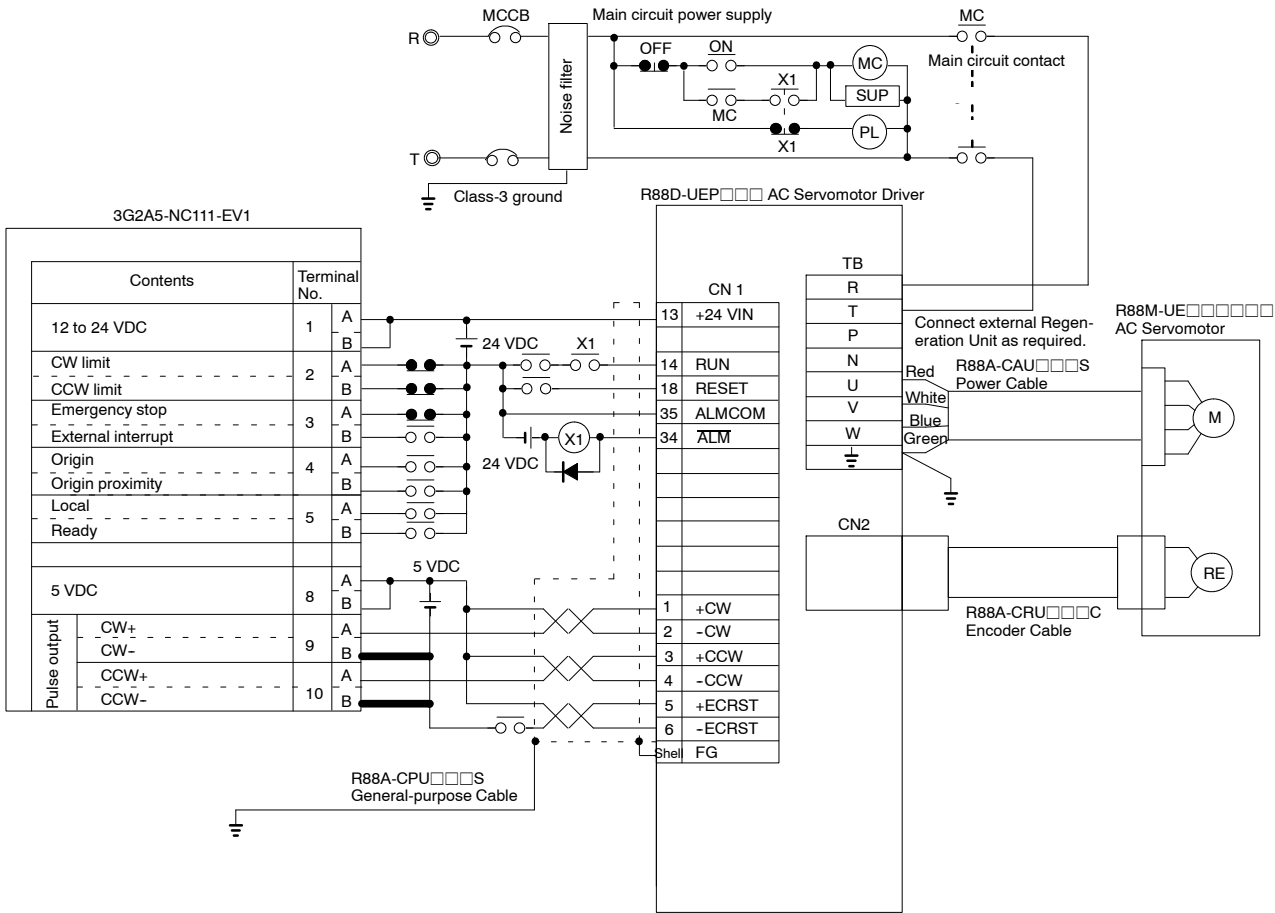 MCCB
Main circuit power supply
MC
R
OFF
ON
MC
Main circuit contact
X1
SUP
Noise filter
MC
PL
X1
T
Class-3 ground
R88D-UEP□□□ AC Servomotor Driver
3G2A5-NC111-EV1
Contents
Terminal
No.
12 to 24 VDC
1
A
B
CW limit
2
A
CCW limit
B
Emergency stop
3
A
External interrupt
B
Origin
4
A
Origin proximity
B
Local
5
A
Ready
B
5 VDC
8
A
B
Pulse output
CW+
9
A
CW-
B
CCW+
10
A
CCW-
B
24 VDC
X1
X1
24 VDC
5 VDC
CN 1
13 +24 VIN
14 RUN
18 RESET
35 ALMCOM
34 ALM
1 +CW
2 -CW
3 +CCW
4 -CCW
5 +ECRST
6 -ECRST
Shell FG
TB
R
T
P
N
U
V
W
CN2
Connect external Regen-
eration Unit as required.
Red
White
Blue
Green
R88A-CAU□□□S
Power Cable
R88M-UE□□□□□□
AC Servomotor
M
RE
R88A-CRU□□□C
Encoder Cable
R88A-CPU□□□S
General-purpose Cable